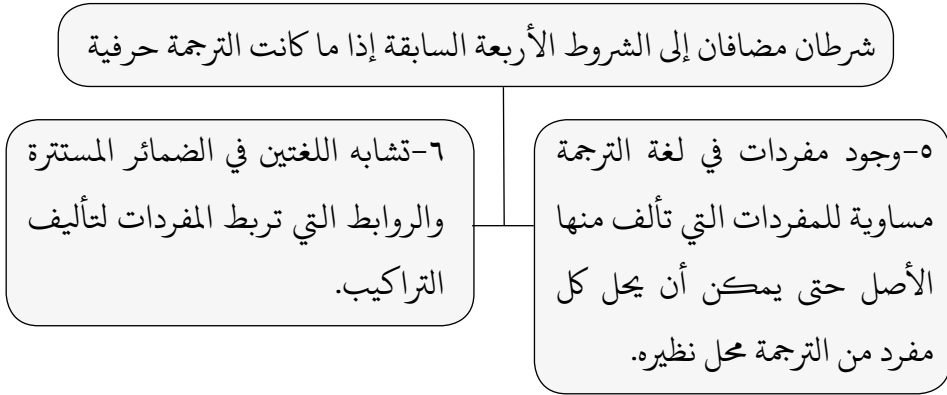 شرطان مضافان إلى الشروط الأربعة السابقة إذا ما كانت الترجمة حرفية
٥-وجود مفردات في لغة الترجمة
مساوية للمفردات التي تألف منها
الأصل حتى يمكن أن يحل كل
مفرد من الترجمة محل نظيره.
٦-تشابه اللغتين في الضمائر المستترة
والروابط التي تربط المفردات لتأليف
التراكيب.